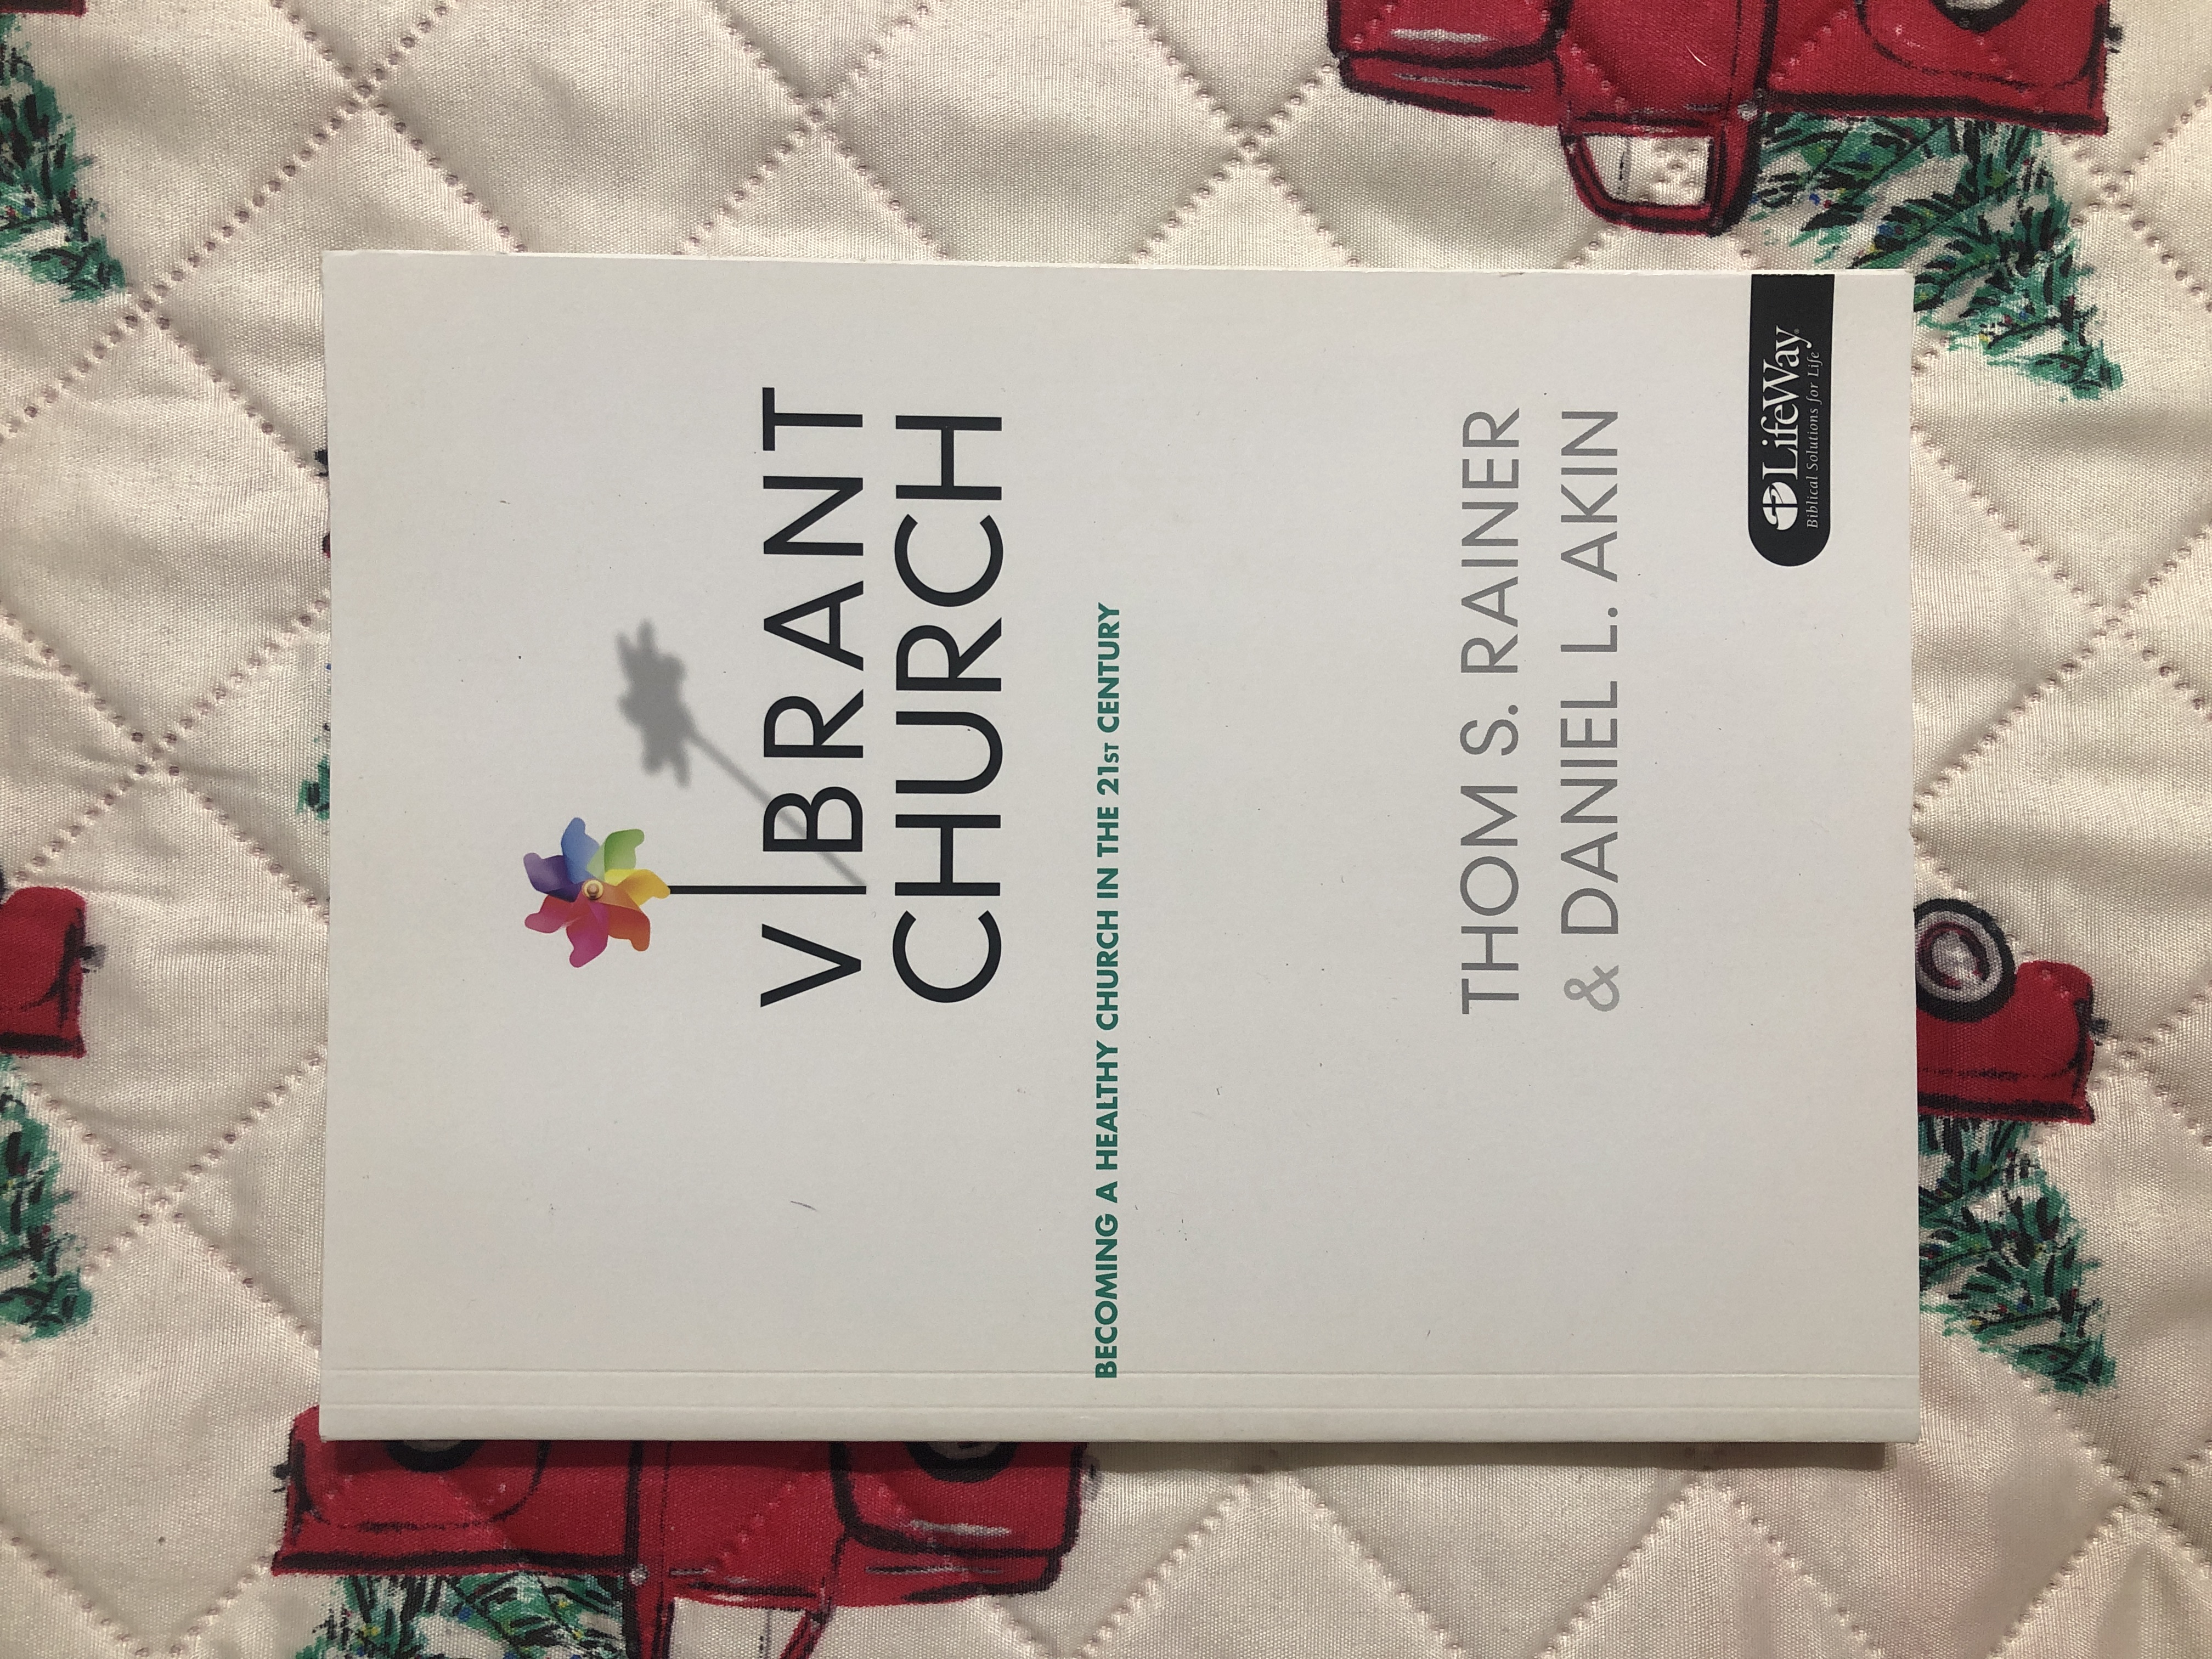 VIBRANT
CHURCH
BECOMING A HEALTHY CHURCH IN THE 21ST CENTURY
THOM S. RAINER
& DANIEL L. AKIN
LifeWay®
Biblical Solutions for Life